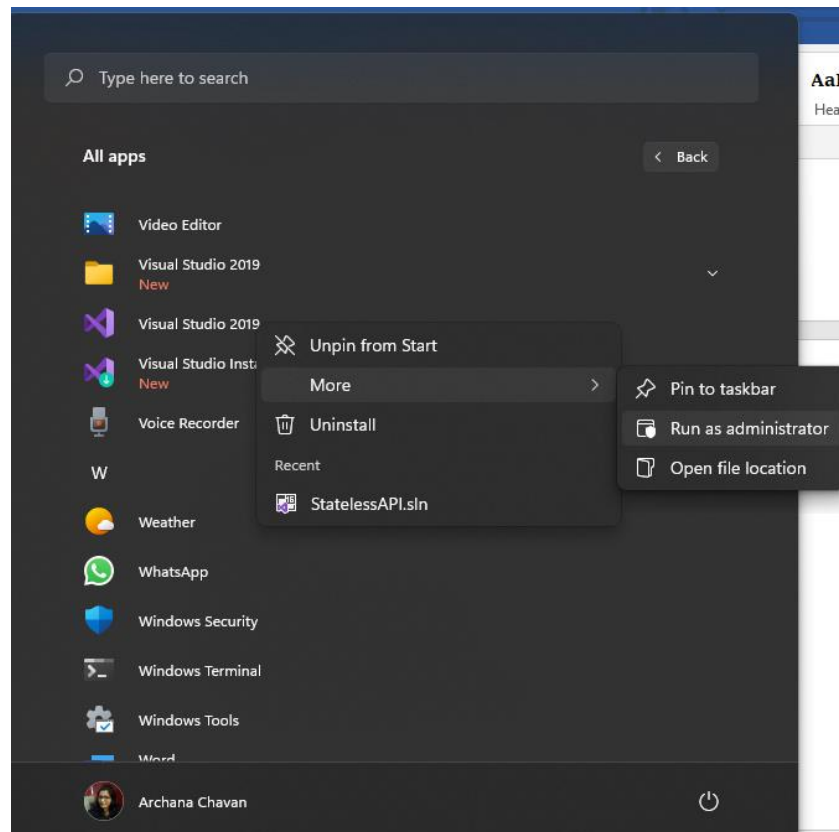 Type here to search
All apps
Back
Video Editor
Visual Studio 2019
New
Visual Studio 2019
Visual Studio Inst
New
Voice Recorder
W
Weather
WhatsApp
Windows Security
Windows Terminal
Windows Tools
Word
Archana Chavan
Unpin from Start
More
Uninstall
Recent
StatelessAPI.sln
Pin to taskbar
Run as administrator
Open file location
Hea